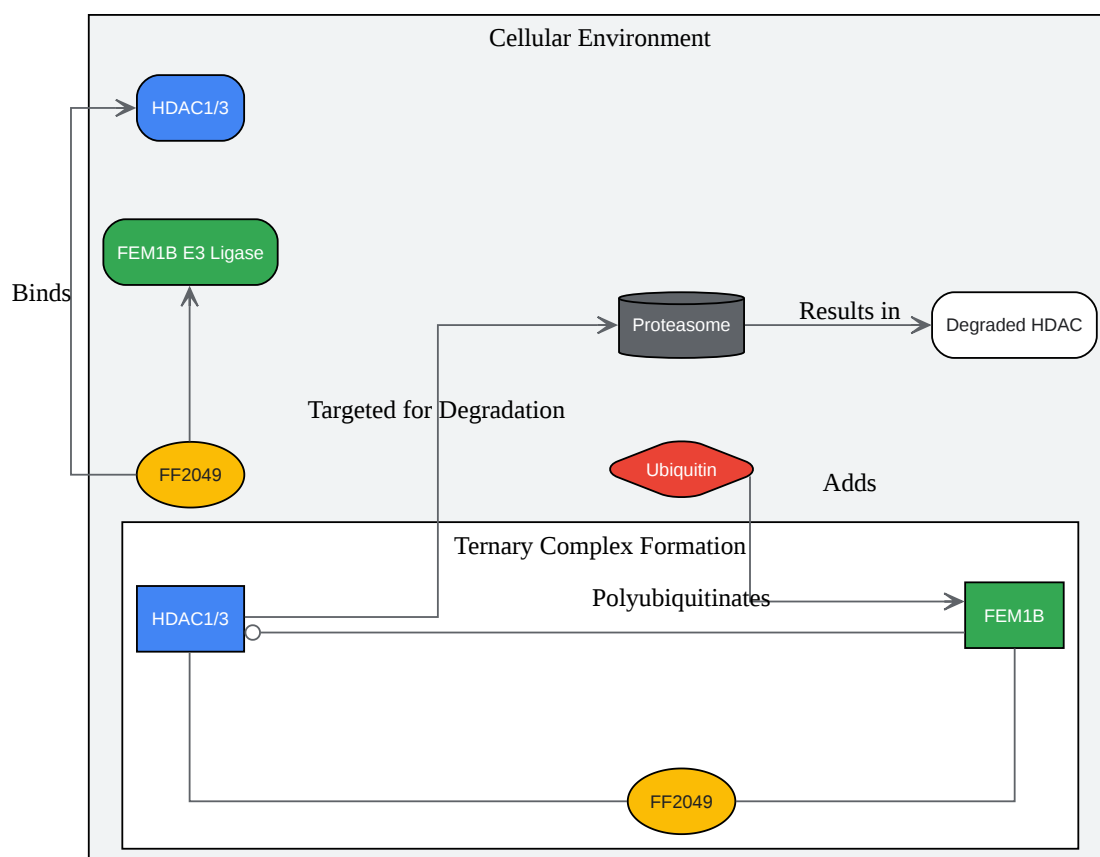 Cellular Environment
HDAC1/3
FEM1B E3 Ligase
Binds
Proteasome
Results in
Degraded HDAC
Targeted for Degradation
FF2049
Ubiquitin
Adds
Ternary Complex Formation
HDAC1/3
Polyubiquitinates
FEM1B
FF2049